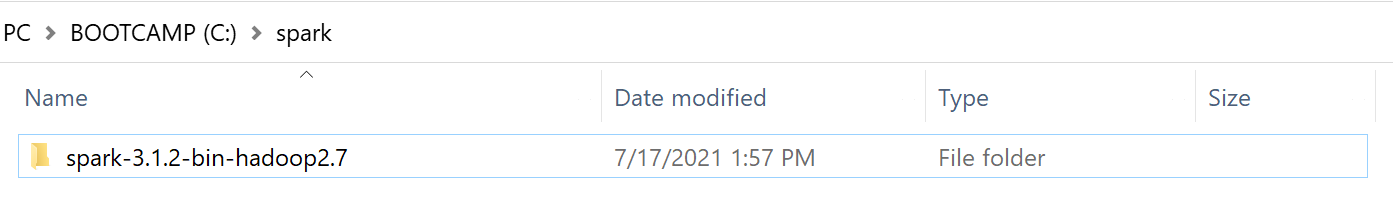 PC > BOOTCAMP (C:) > spark
Name Date modified Type Size
spark-3.1.2-bin-hadoop2.7 7/17/2021 1:57 PM File folder